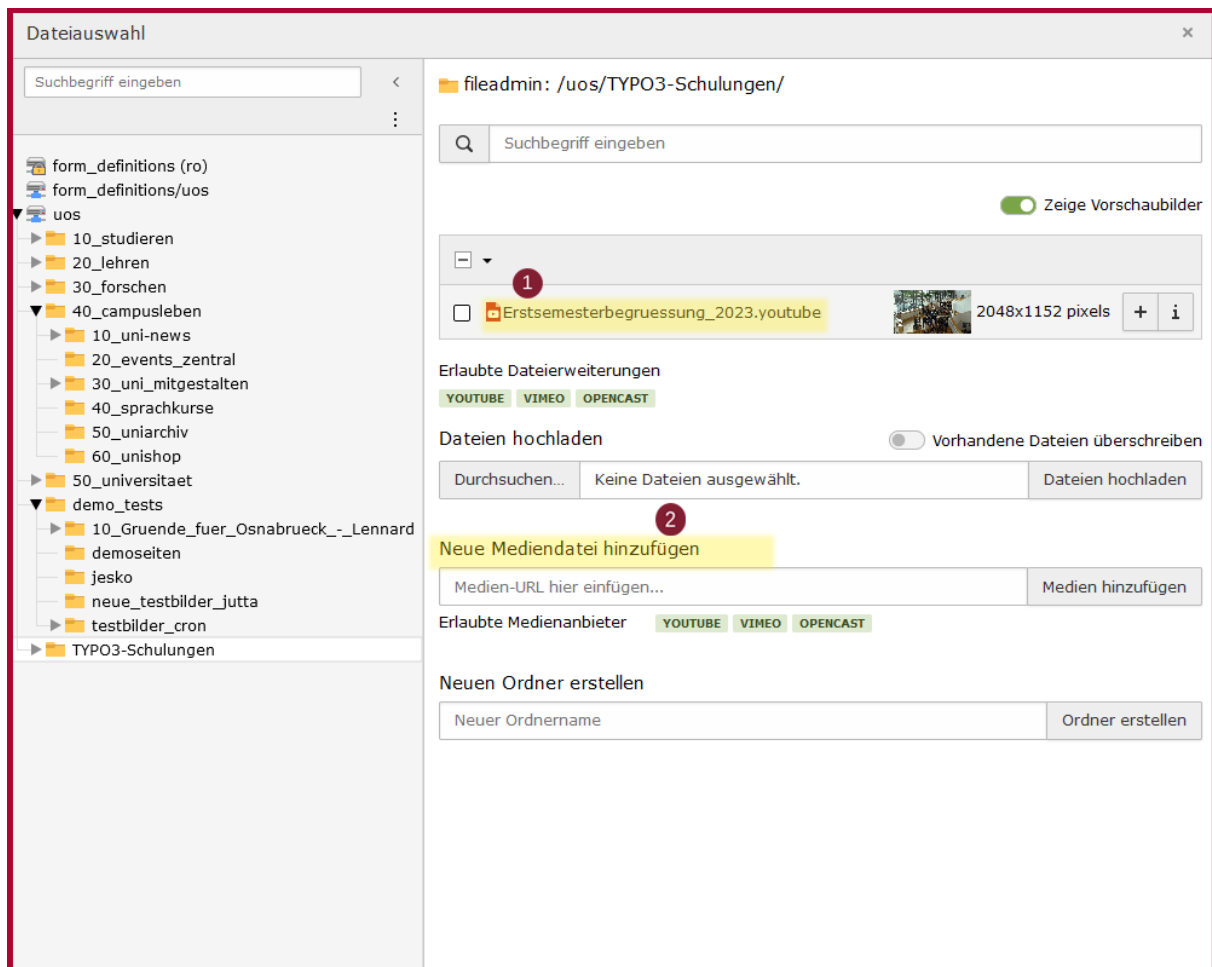 Dateiauswahl
×
Suchbegriff eingeben
form_definitions (ro)
form_definitions/uos
uos
10_studieren
20_lehren
30_forschen
40_campusleben
10_uni-news
20_events_zentral
30_uni_mitgestalten
40_sprachkurse
50_uniarchiv
60_unishop
50_universitaet
demo_tests
10_Gruende_fuer_Osnabrueck_-_Lennard
demoseiten
jesko
neue_testbilder_jutta
testbilder_cron
TYPO3-Schulungen
fileadmin: /uos/TYPO3-Schulungen/
Suchbegriff eingeben
Zeige Vorschaubilder
1
Erstsemesterbegruessung_2023.youtube 2048x1152 pixels + i
Erlaubte Dateierweiterungen
YOUTUBE VIMEO OPENCAST
Dateien hochladen Vorhandene Dateien überschreiben
Durchsuchen... Keine Dateien ausgewählt. Dateien hochladen
2
Neue Mediendatei hinzufügen
Medien-URL hier einfügen... Medien hinzufügen
Erlaubte Medienanbieter YOUTUBE VIMEO OPENCAST
Neuen Ordner erstellen
Neuer Ordnername Ordner erstellen